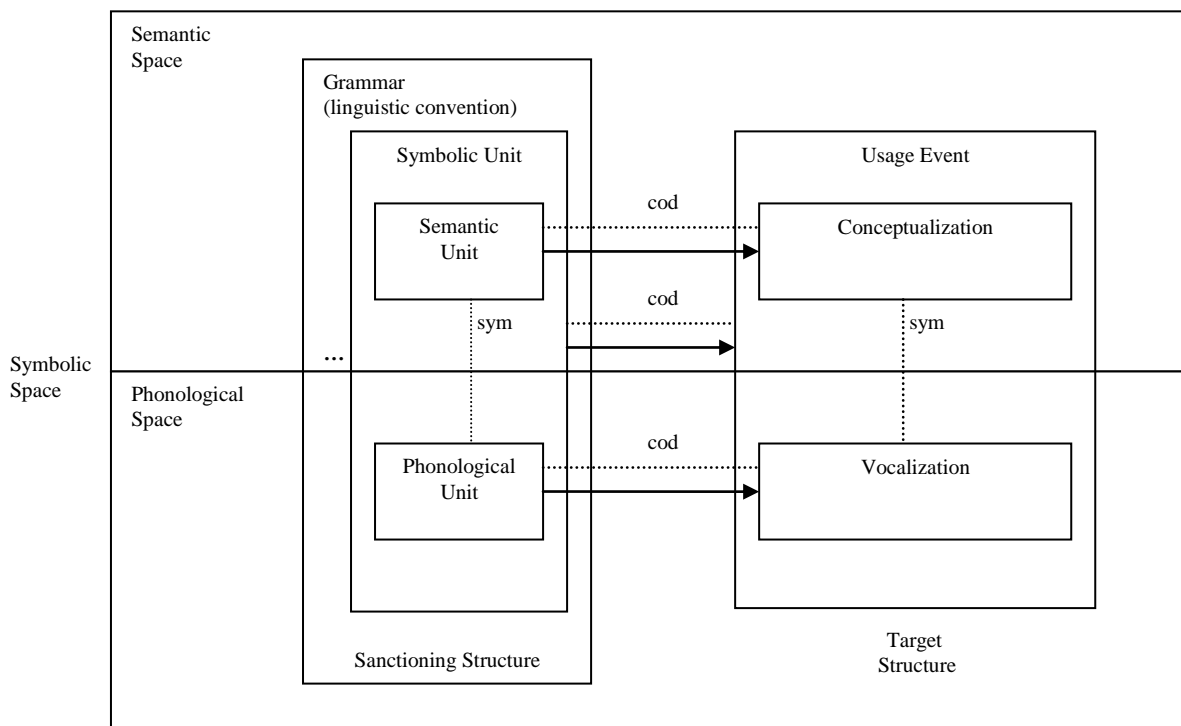 Semantic
Space
Grammar
(linguistic convention)
Symbolic Unit
Usage Event
cod
Semantic
Unit
Conceptualization
cod
sym
sym
...
Symbolic
Space
Phonological
Space
cod
Phonological
Unit
Vocalization
Sanctioning Structure
Target
Structure